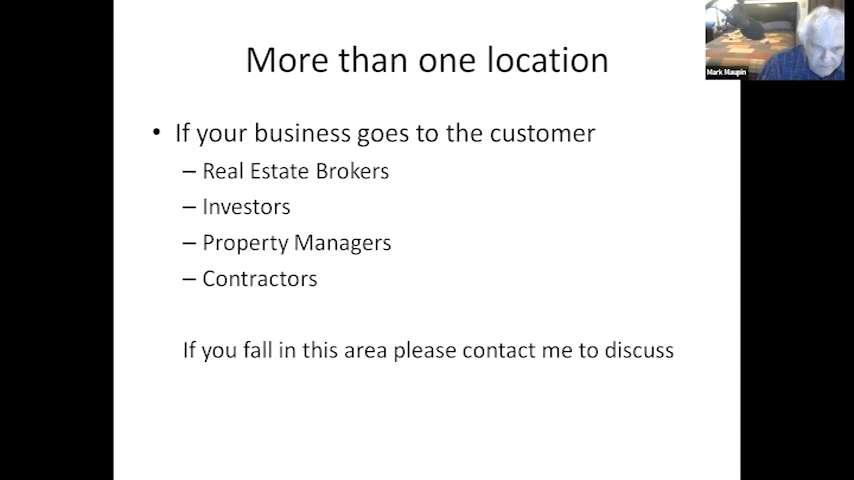 More than one location
• If your business goes to the customer
– Real Estate Brokers
– Investors
– Property Managers
– Contractors
If you fall in this area please contact me to discuss
Mark Maupin